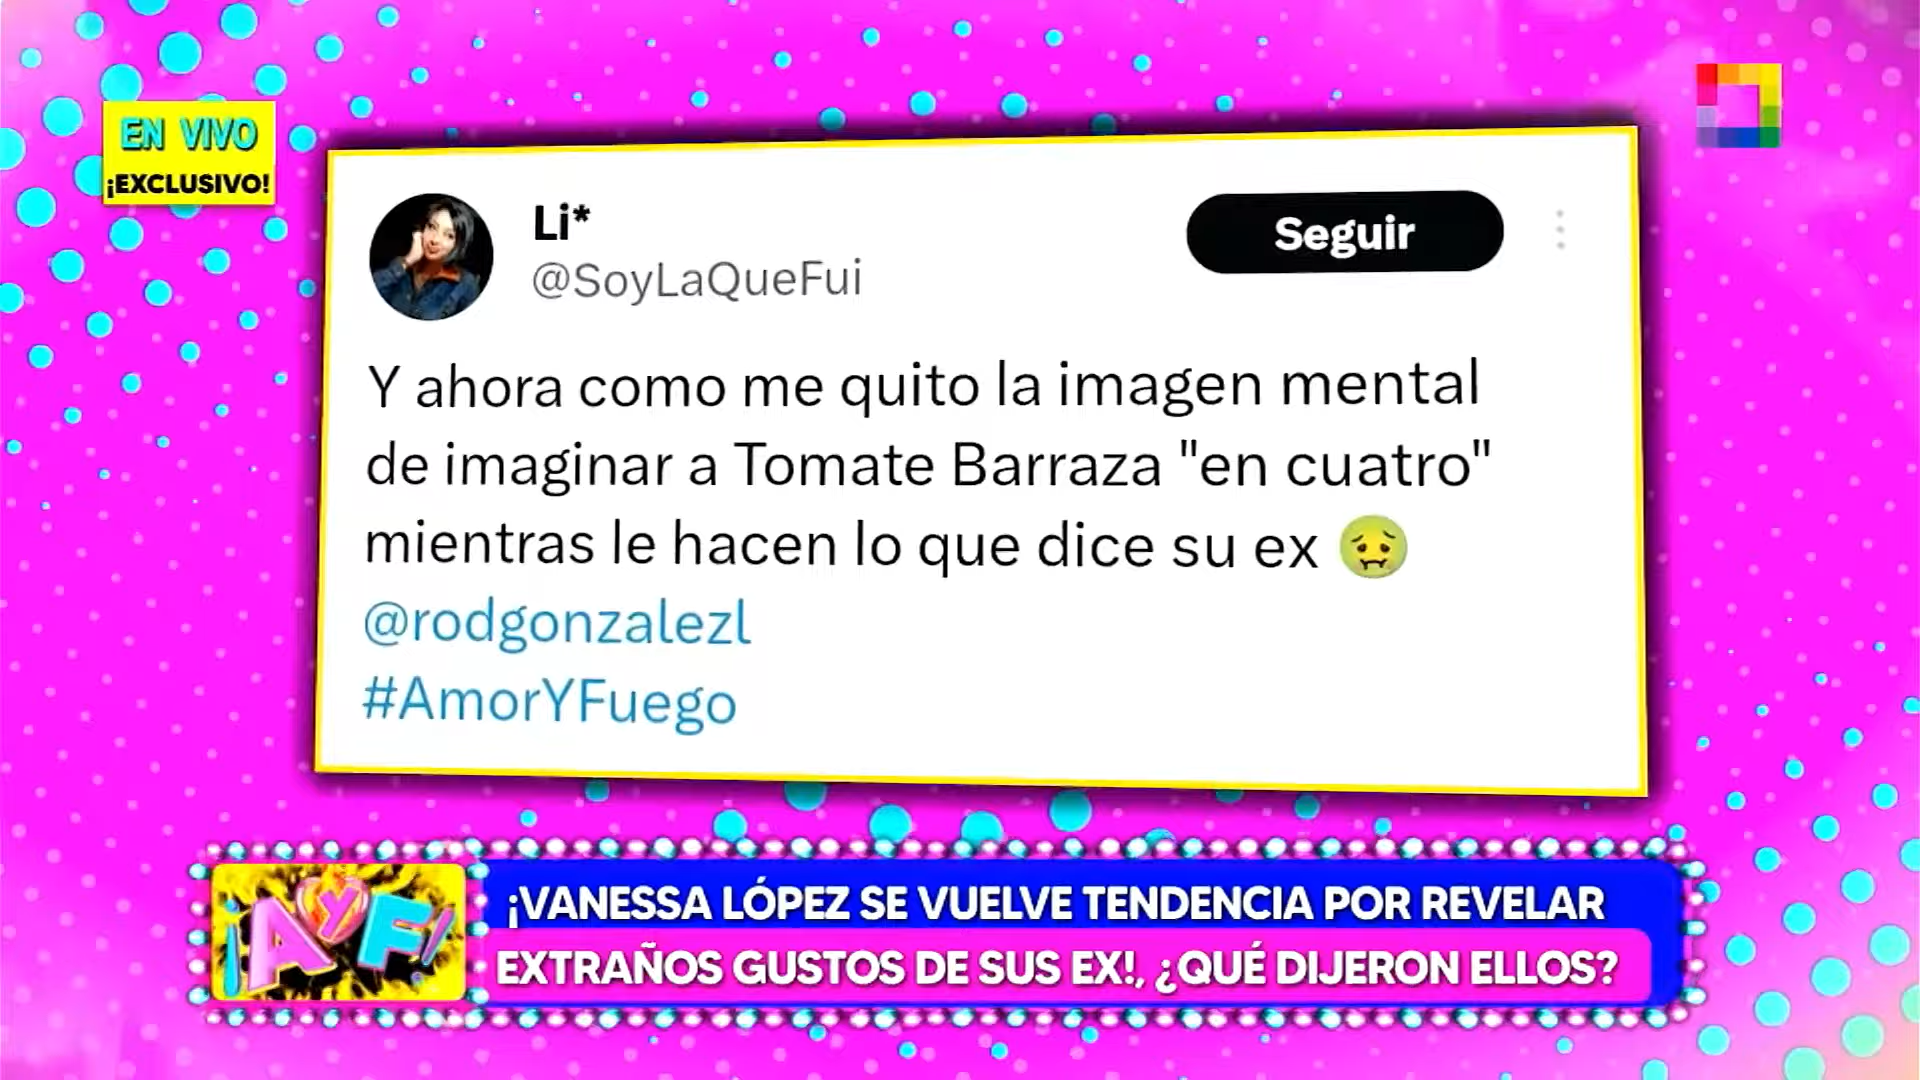 EN VIVO
¡EXCLUSIVO!
Li*
@SoyLaQueFui
Seguir
Y ahora como me quito la imagen mental
de imaginar a Tomate Barraza "en cuatro"
mientras le hacen lo que dice su ex 🤢
@rodgonzalezl
#AmorYFuego
¡AyF!
¡VANESSA LÓPEZ SE VUELVE TENDENCIA POR REVELAR
EXTRAÑOS GUSTOS DE SUS EX!, ¿QUÉ DIJERON ELLOS?